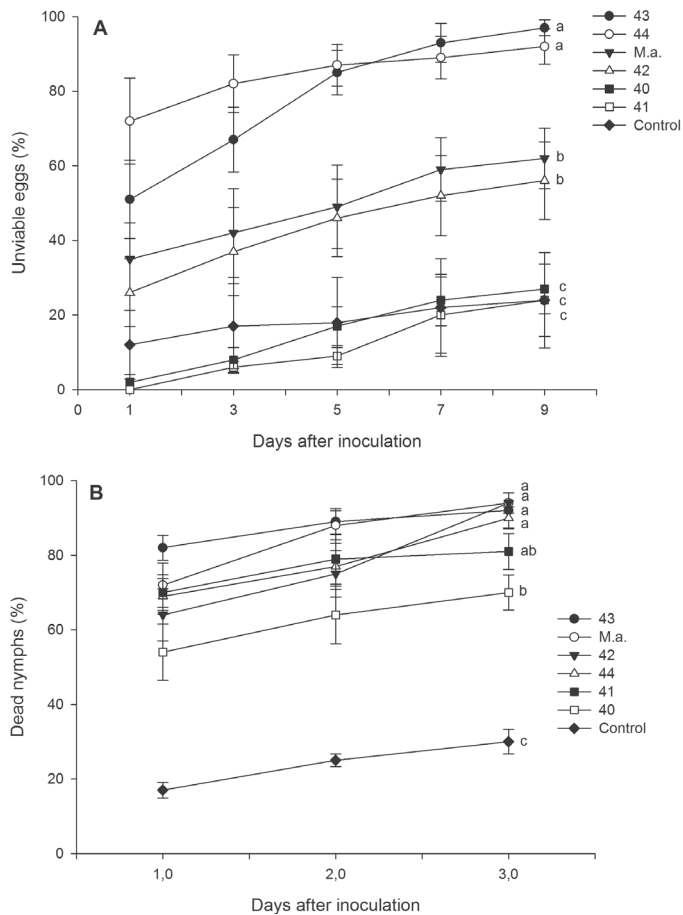 A
100
80
60
40
20
0
Unviable eggs (%)
0 1 3 5 7 9
Days after inoculation
a
a
b
b
c
c
c
43
44
M.a.
42
40
41
Control
B
100
80
60
40
20
0
Dead nymphs (%)
1,0 2,0 3,0
Days after inoculation
a
a
a
a
ab
b
c
43
M.a.
42
44
41
40
Control